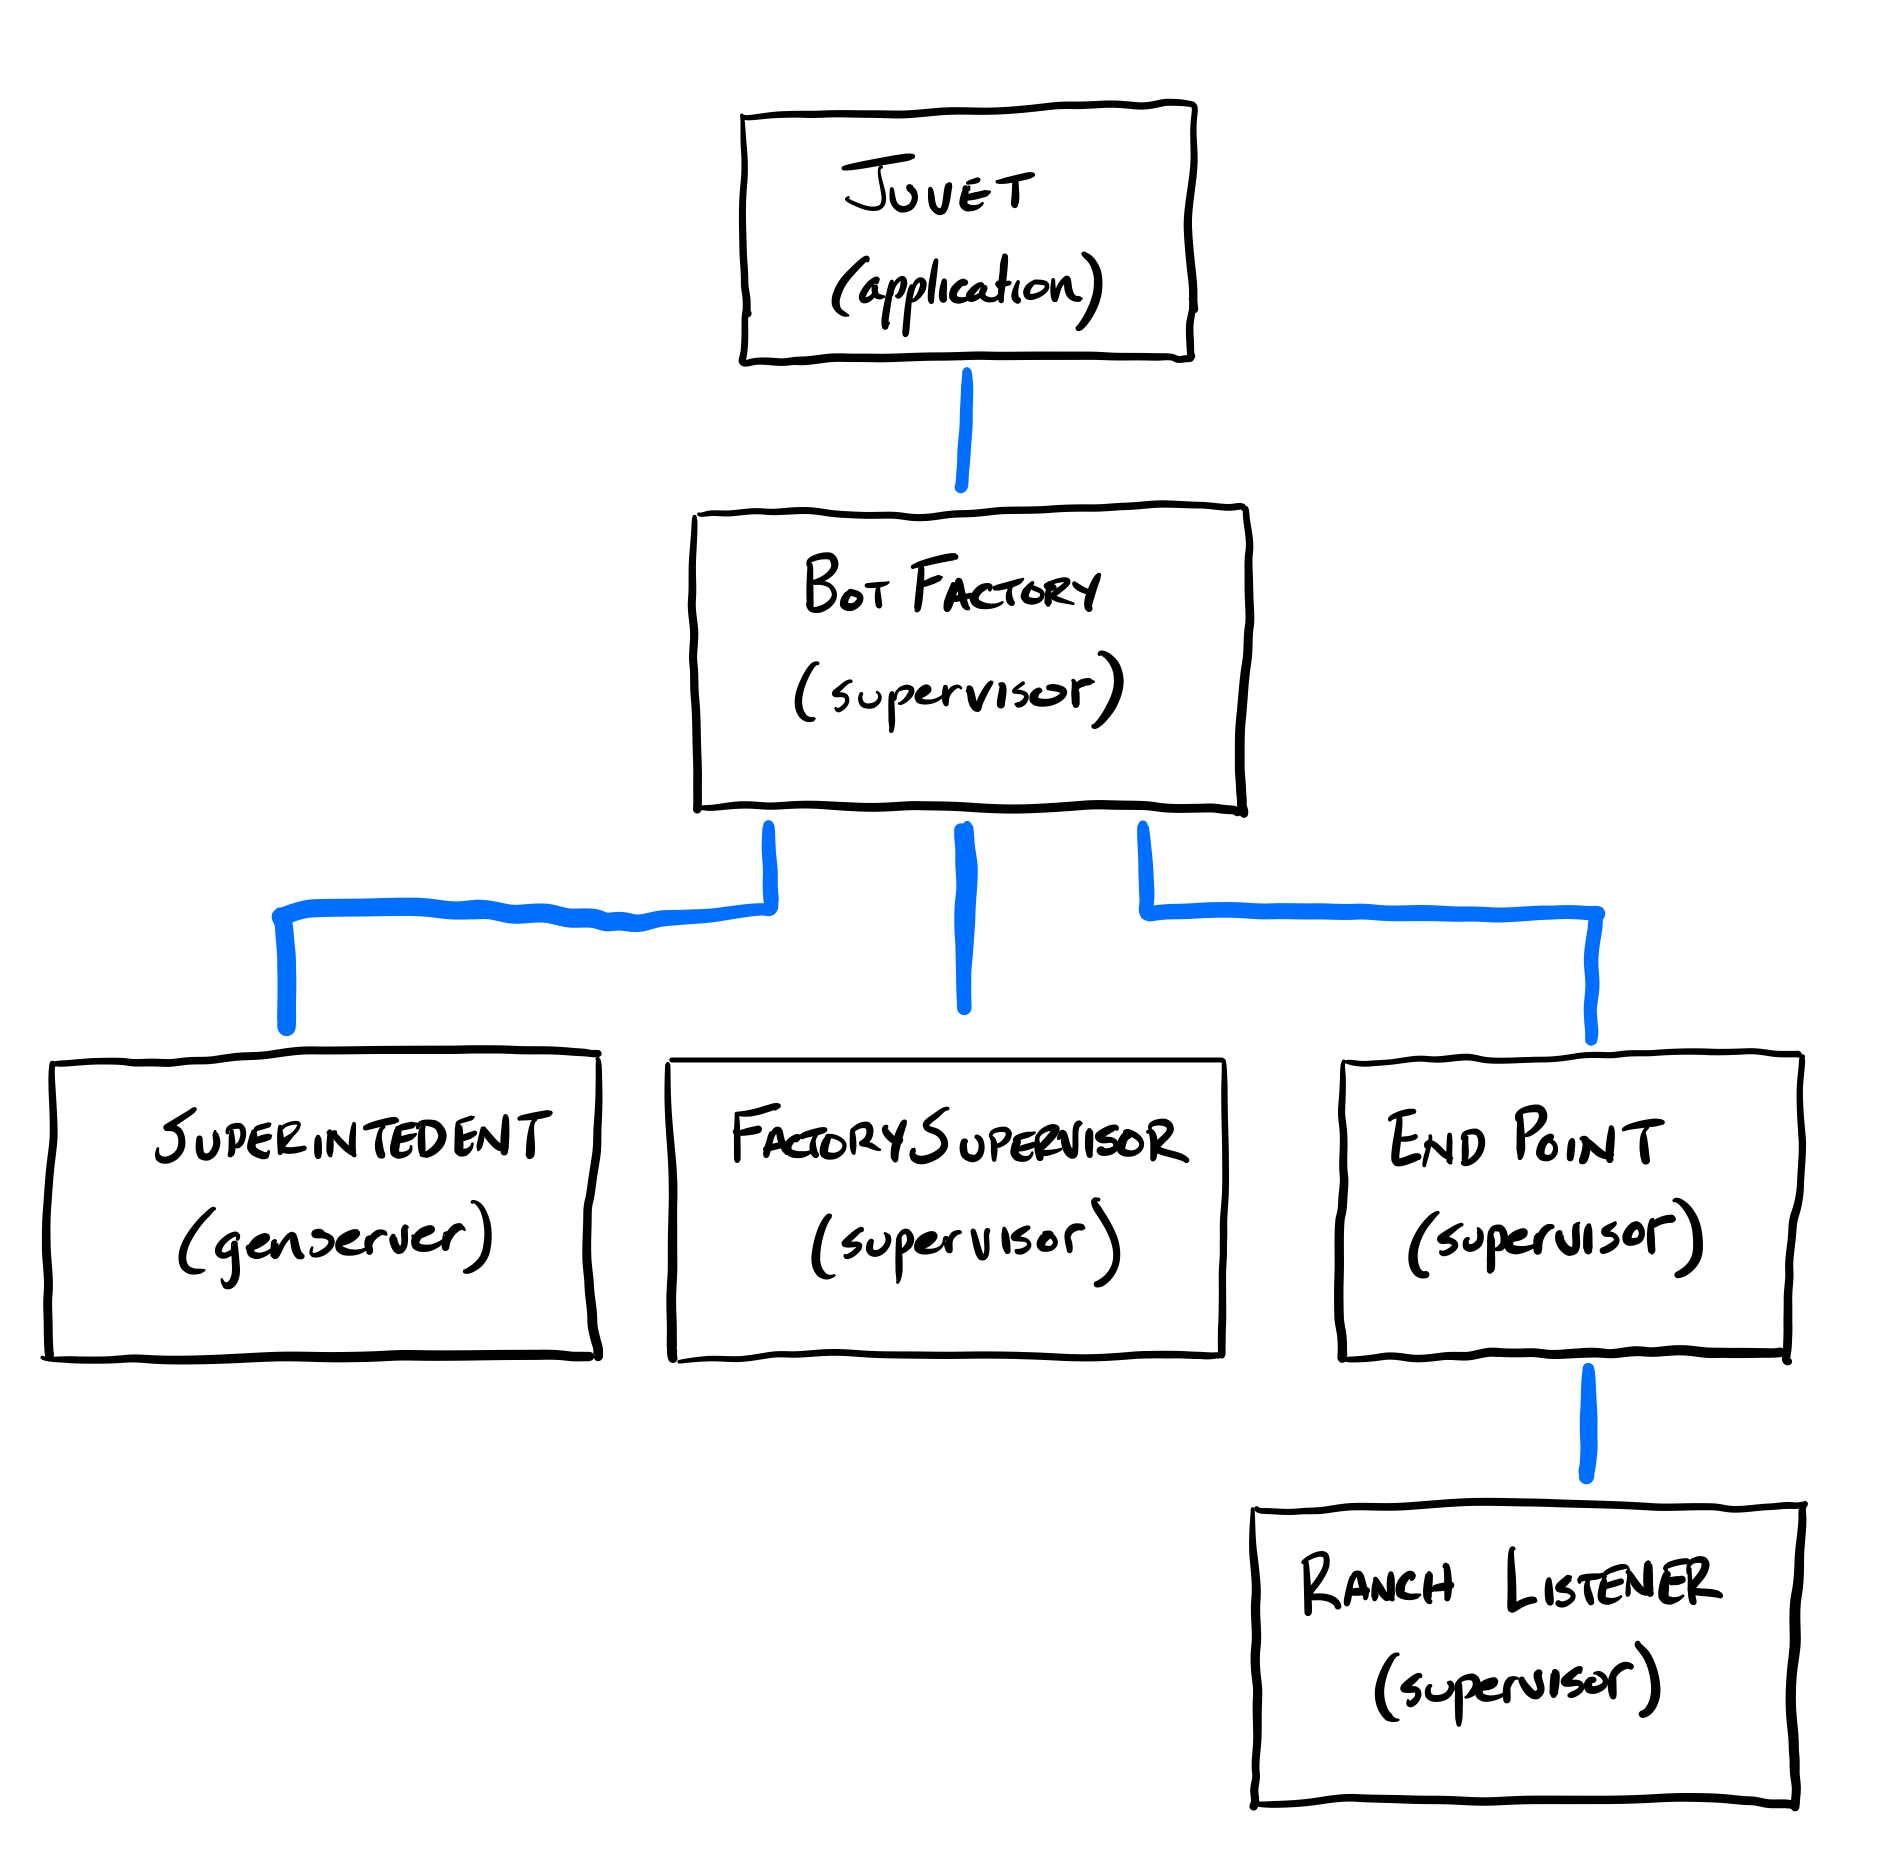 JUVET
(application)
BOT FACTORY
(supervisor)
SUPERINTEDENT
(genserver)
FACTORYSUPERVISOR
(supervisor)
END POINT
(supervisor)
RANCH LISTENER
(supervisor)